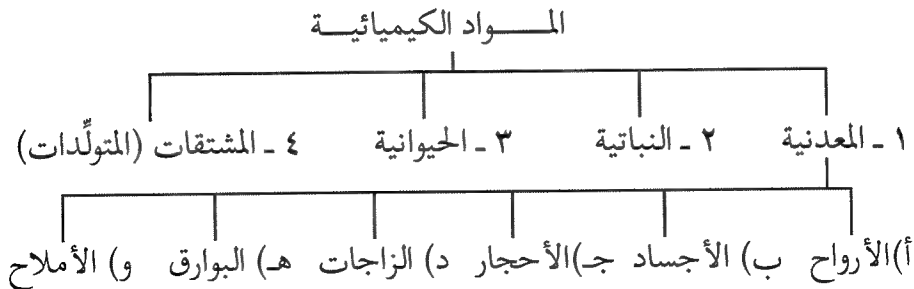 المـــــواد الكيميائيـــة
١ ـ المعدنية ٢ ـ النباتية ٣ ـ الحيوانية ٤ ـ المشتقات (المتولِّدات)
أ)الأرواح ب) الأجساد جـ)الأحجار د) الزاجات هـ) البوارق و) الأملاح